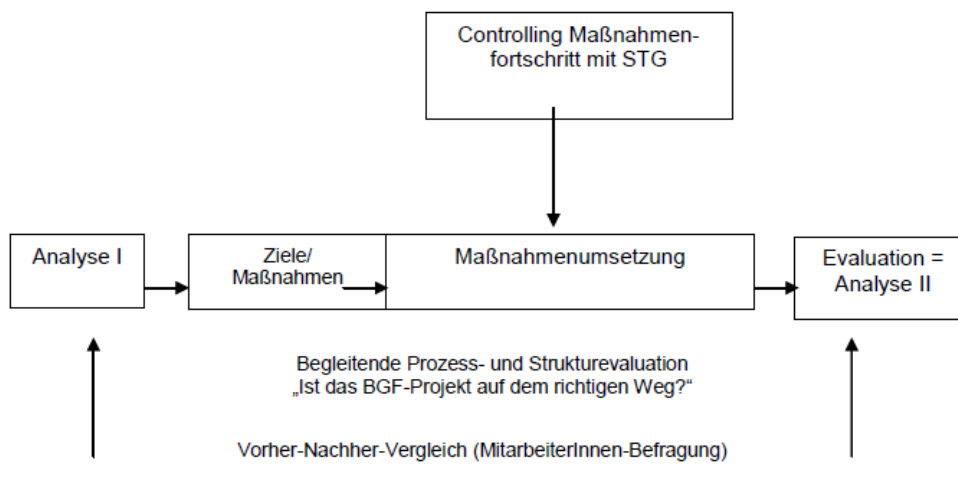 Controlling Maßnahmen-
fortschritt mit STG
Analyse I
Ziele/
Maßnahmen
Maßnahmenumsetzung
Evaluation =
Analyse II
Begleitende Prozess- und Strukturevaluation
„Ist das BGF-Projekt auf dem richtigen Weg?“
Vorher-Nachher-Vergleich (MitarbeiterInnen-Befragung)